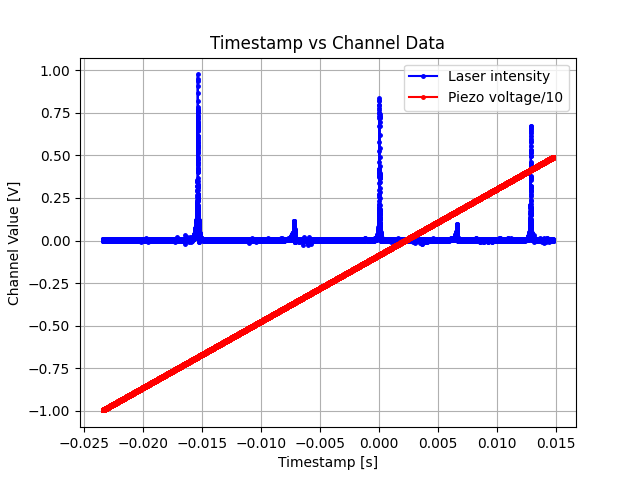 Timestamp vs Channel Data
Laser intensity
Piezo voltage/10
1.00
0.75
0.50
0.25
0.00
−0.25
−0.50
−0.75
−1.00
Channel Value [V]
−0.025 −0.020 −0.015 −0.010 −0.005 0.000 0.005 0.010 0.015
Timestamp [s]